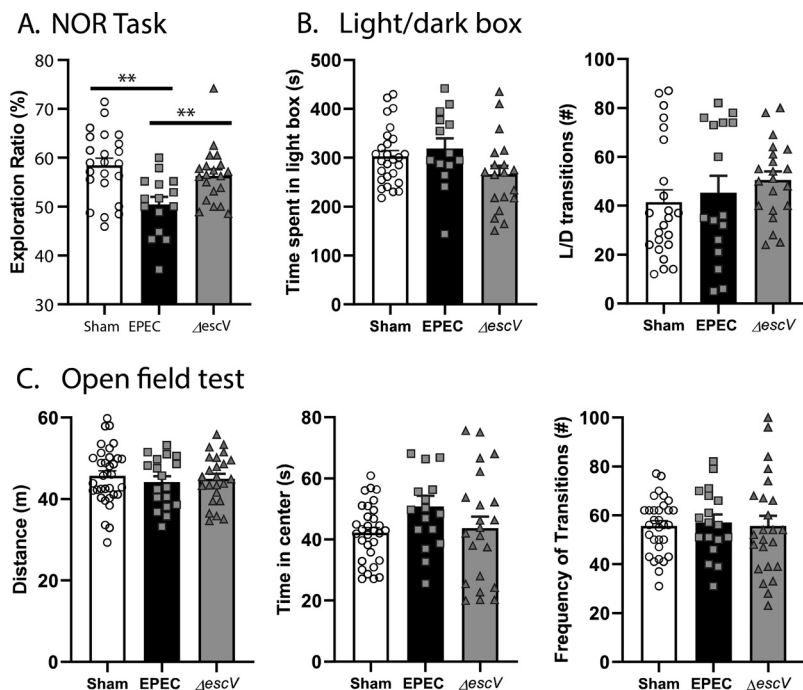 A. NOR Task
**
**
Exploration Ratio (%)
80
70
60
50
40
30
Sham EPEC ΔescV
B. Light/dark box
Time spent in light box (s)
500
400
300
200
100
0
Sham EPEC ΔescV
L/D transitions (#)
100
80
60
40
20
0
Sham EPEC ΔescV
C. Open field test
Distance (m)
60
40
20
0
Sham EPEC ΔescV
Time in center (s)
80
60
40
20
0
Sham EPEC ΔescV
Frequency of Transitions (#)
100
80
60
40
20
0
Sham EPEC ΔescV